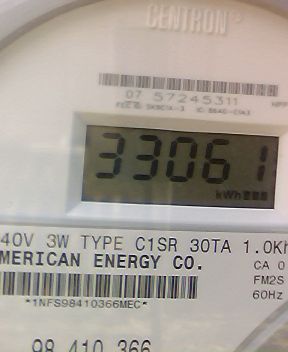 CENTRON®
07 57245311
33061
kWh
40V 3W TYPE C1SR 30TA 1.0Kh
MERICAN ENERGY CO.
CA 0
FM2S
60Hz
*1NFS98410366MEC*
98 410 366